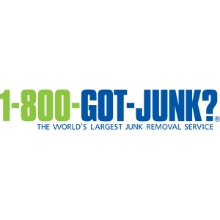 1-800-GOT-JUNK?®
THE WORLD'S LARGEST JUNK REMOVAL SERVICE